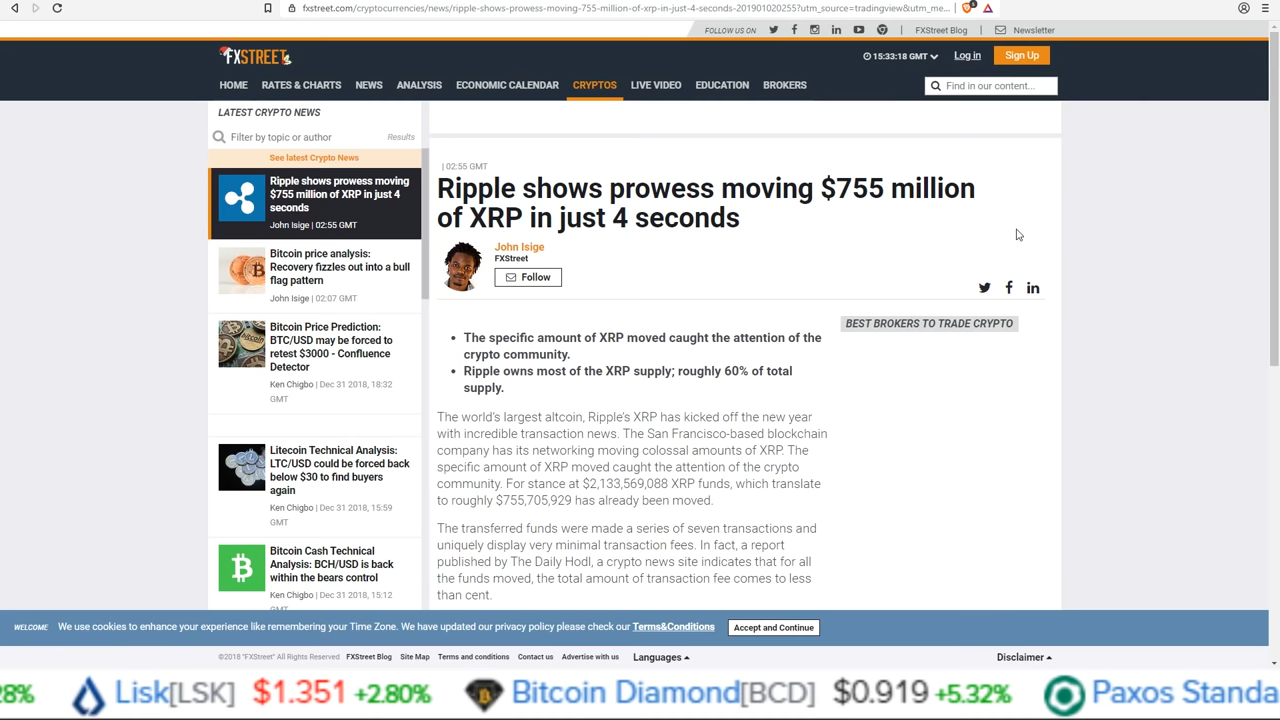 fxstreet.com/cryptocurrencies/news/ripple-shows-prowess-moving-755-million-of-xrp-in-just-4-seconds-201901020255?utm_source=tradingview&utm_me...
FOLLOW US ON
FXStreet Blog
Newsletter
FXSTREET
15:33:18 GMT
Log in
Sign Up
HOME RATES & CHARTS NEWS ANALYSIS ECONOMIC CALENDAR CRYPTOS LIVE VIDEO EDUCATION BROKERS
Find in our content...
LATEST CRYPTO NEWS
Filter by topic or author
Results
See latest Crypto News
Ripple shows prowess moving
$755 million of XRP in just 4
seconds
John Isige | 02:55 GMT
Bitcoin price analysis:
Recovery fizzles out into a bull
flag pattern
John Isige | 02:07 GMT
Bitcoin Price Prediction:
BTC/USD may be forced to
retest $3000 - Confluence
Detector
Ken Chigbo | Dec 31 2018, 18:32
GMT
Litecoin Technical Analysis:
LTC/USD could be forced back
below $30 to find buyers
again
Ken Chigbo | Dec 31 2018, 15:59
GMT
Bitcoin Cash Technical
Analysis: BCH/USD is back
within the bears control
Ken Chigbo | Dec 31 2018, 15:12
GMT
| 02:55 GMT
Ripple shows prowess moving $755 million
of XRP in just 4 seconds
John Isige
FXStreet
Follow
BEST BROKERS TO TRADE CRYPTO
• The specific amount of XRP moved caught the attention of the
crypto community.
• Ripple owns most of the XRP supply; roughly 60% of total
supply.
The world's largest altcoin, Ripple's XRP has kicked off the new year
with incredible transaction news. The San Francisco-based blockchain
company has its networking moving colossal amounts of XRP. The
specific amount of XRP moved caught the attention of the crypto
community. For stance at $2,133,569,088 XRP funds, which translate
to roughly $755,705,929 has already been moved.
The transferred funds were made a series of seven transactions and
uniquely display very minimal transaction fees. In fact, a report
published by The Daily Hodl, a crypto news site indicates that for all
the funds moved, the total amount of transaction fee comes to less
than cent.
WELCOME We use cookies to enhance your experience like remembering your Time Zone. We have updated our privacy policy please check our Terms&Conditions
Accept and Continue
©2018 "FXStreet" All Rights Reserved FXStreet Blog Site Map Terms and conditions Contact us Advertise with us Languages Disclaimer
28% Lisk[LSK] $1.351 +2.80% Bitcoin Diamond[BCD] $0.919 +5.32% Paxos Standa